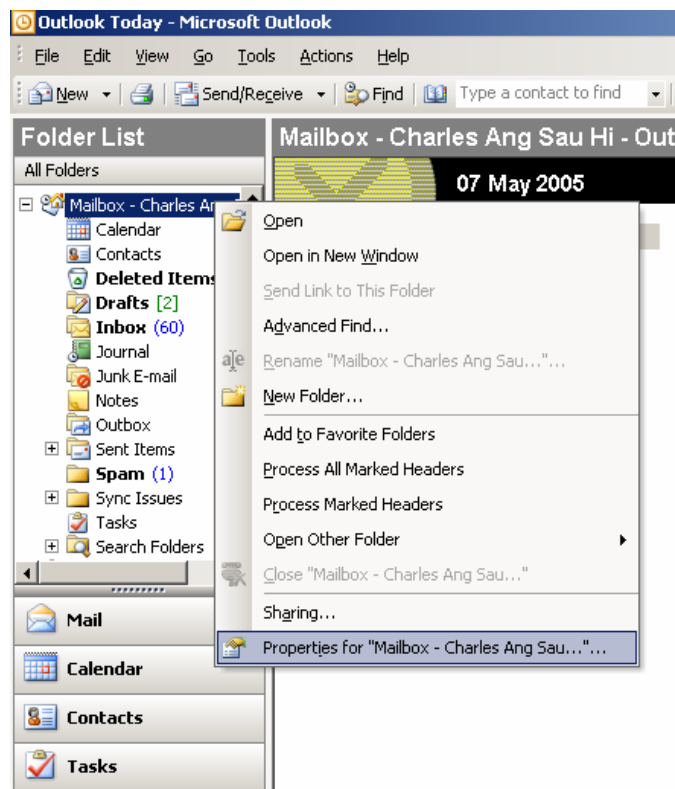 Outlook Today - Microsoft Outlook
File Edit View Go Tools Actions Help
New Send/Receive Find Type a contact to find
Folder List
Mailbox - Charles Ang Sau Hi - Out
All Folders
07 May 2005
Mailbox - Charles An
Calendar
Contacts
Deleted Items
Drafts [2]
Inbox (60)
Journal
Junk E-mail
Notes
Outbox
Sent Items
Spam (1)
Sync Issues
Tasks
Search Folders
Open
Open in New Window
Send Link to This Folder
Advanced Find...
Rename "Mailbox - Charles Ang Sau..."...
New Folder...
Add to Favorite Folders
Process All Marked Headers
Process Marked Headers
Open Other Folder
Close "Mailbox - Charles Ang Sau..."
Sharing...
Properties for "Mailbox - Charles Ang Sau..."...
Mail
Calendar
Contacts
Tasks